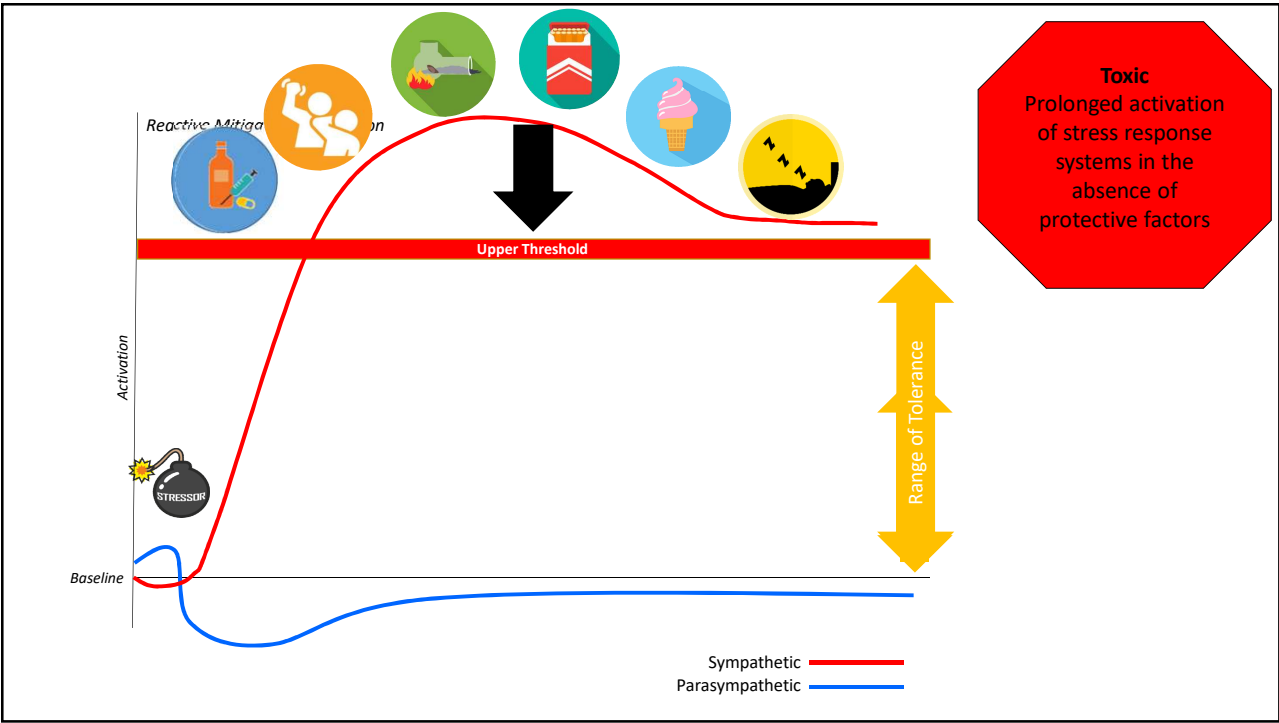 Toxic
Prolonged activation
of stress response
systems in the
absence of
protective factors
Reactive
Upper Threshold
Activation
Range of Tolerance
STRESSOR
Baseline
Sympathetic
Parasympathetic